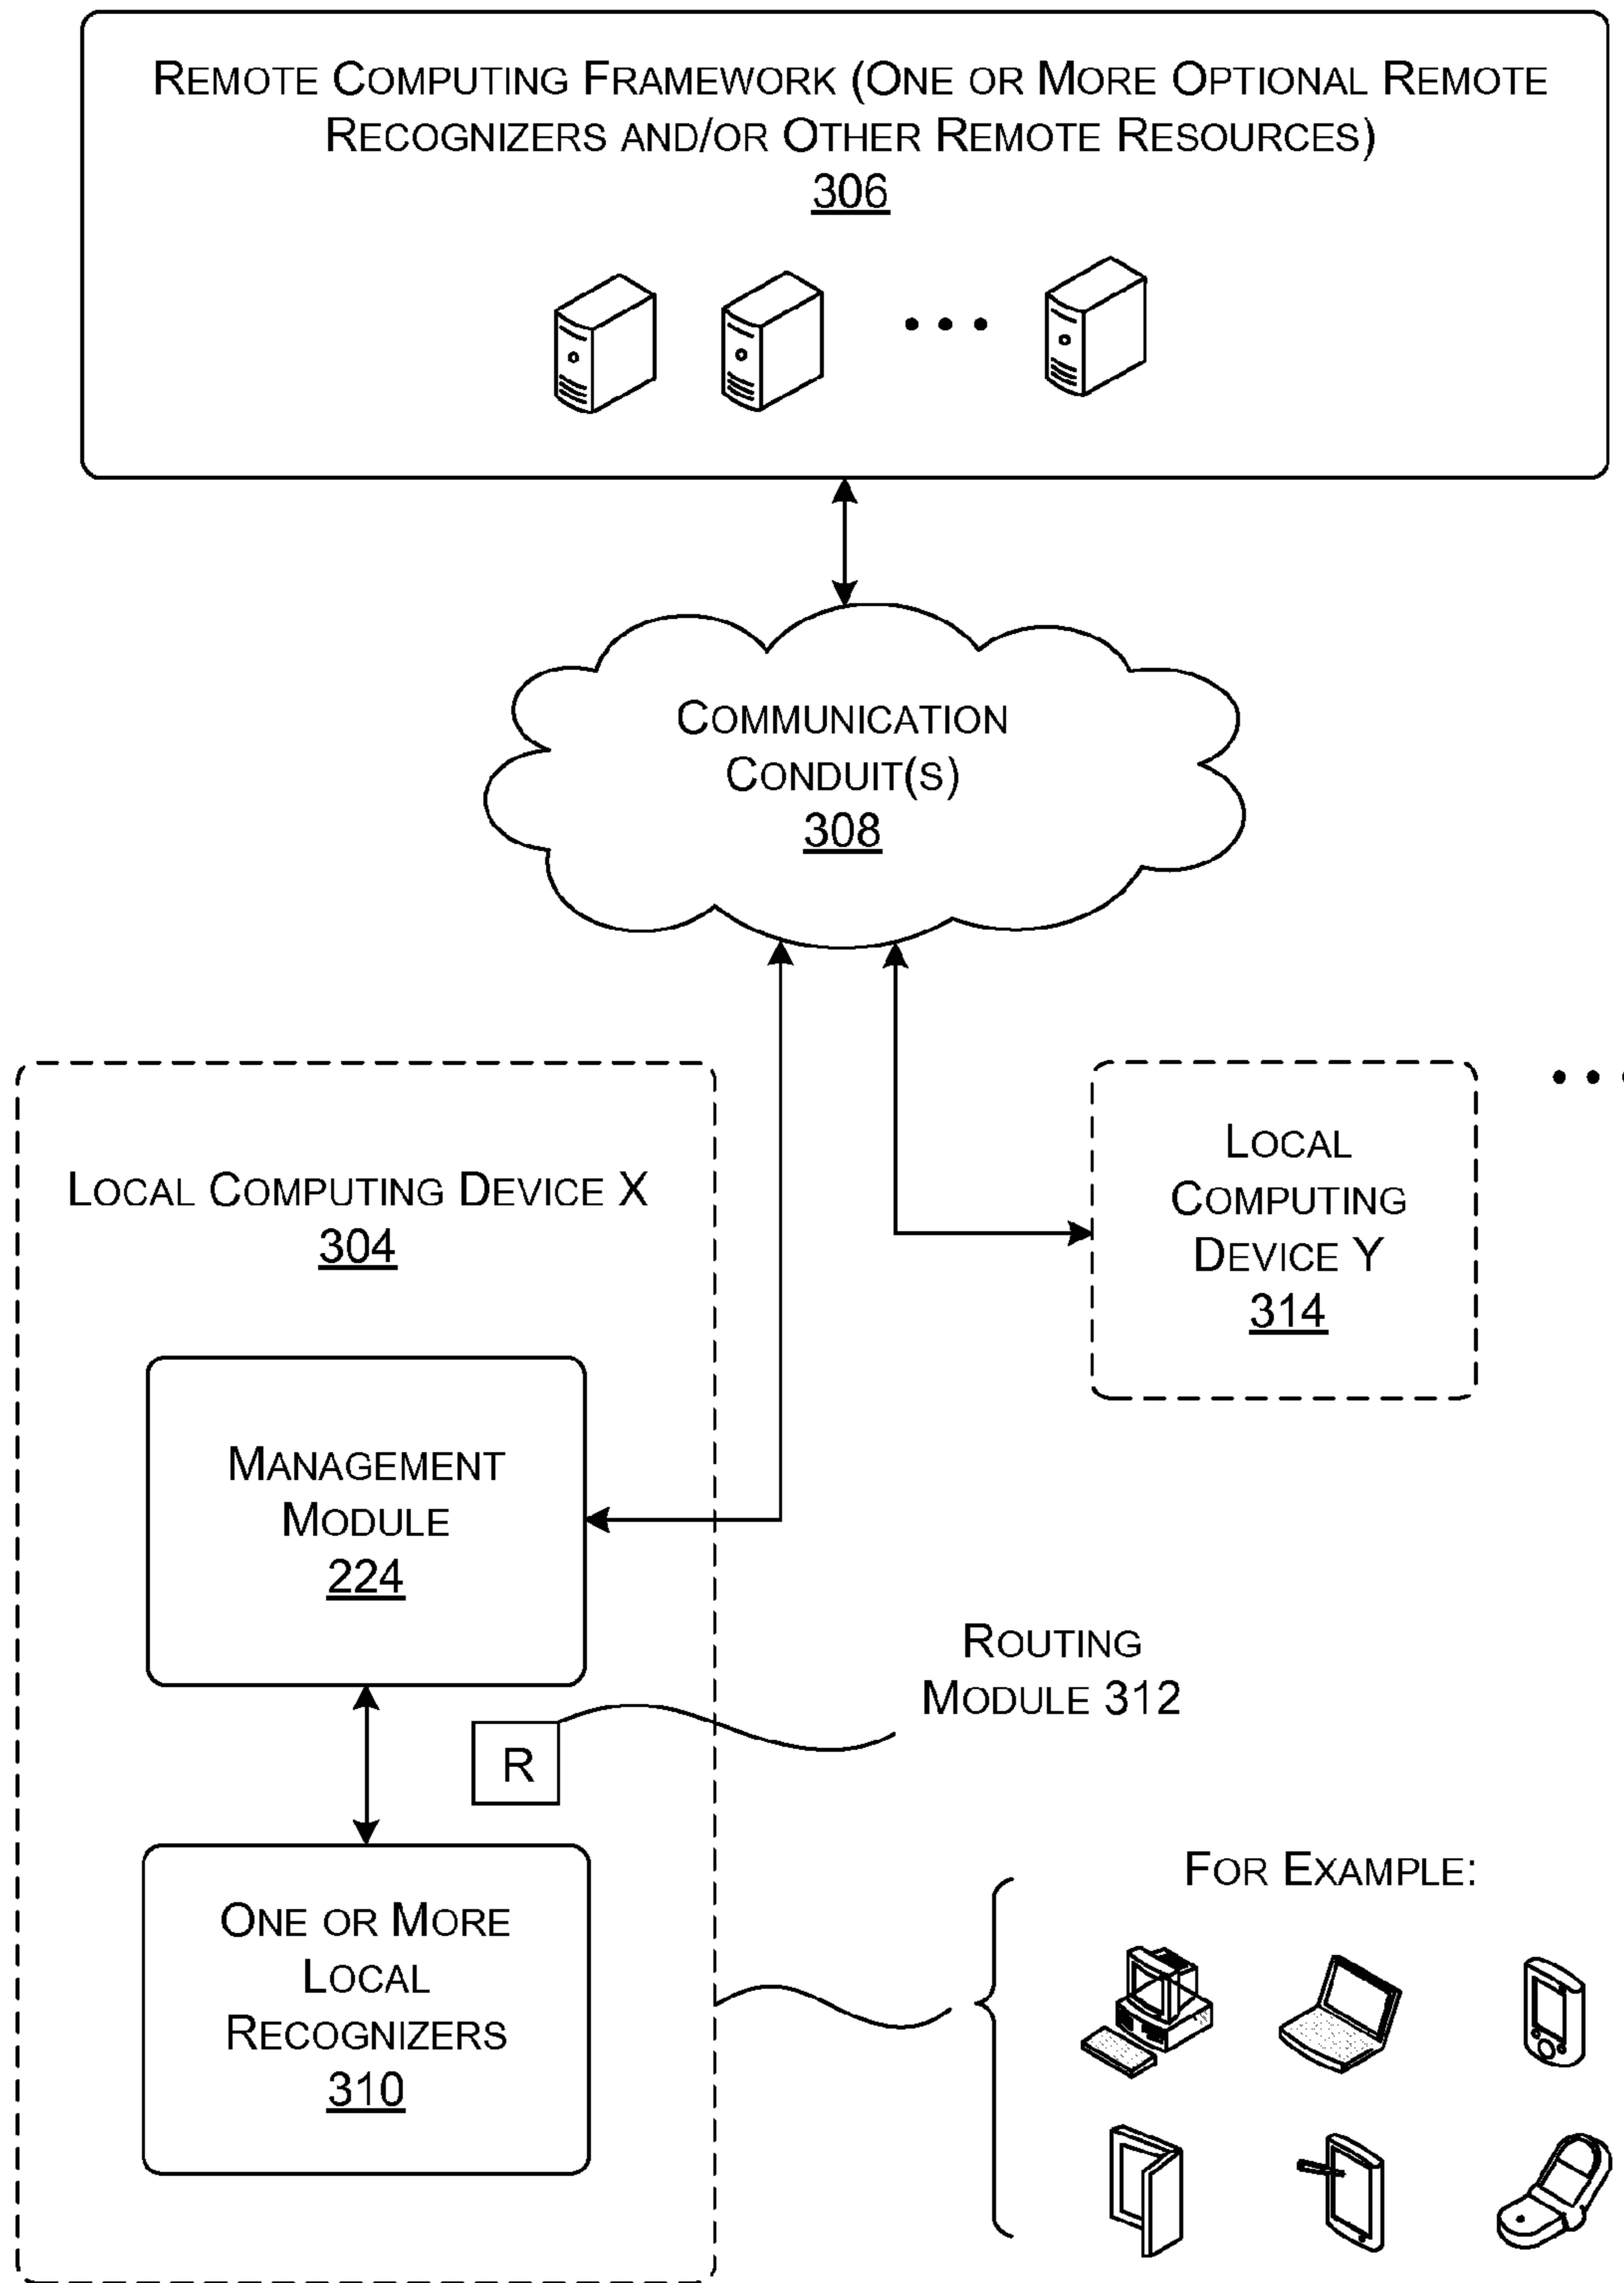 REMOTE COMPUTING FRAMEWORK (ONE OR MORE OPTIONAL REMOTE
RECOGNIZERS AND/OR OTHER REMOTE RESOURCES)
306
COMMUNICATION
CONDUIT(S)
308
LOCAL COMPUTING DEVICE X
304
LOCAL
COMPUTING
DEVICE Y
314
MANAGEMENT
MODULE
224
ROUTING
MODULE 312
R
FOR EXAMPLE:
ONE OR MORE
LOCAL
RECOGNIZERS
310